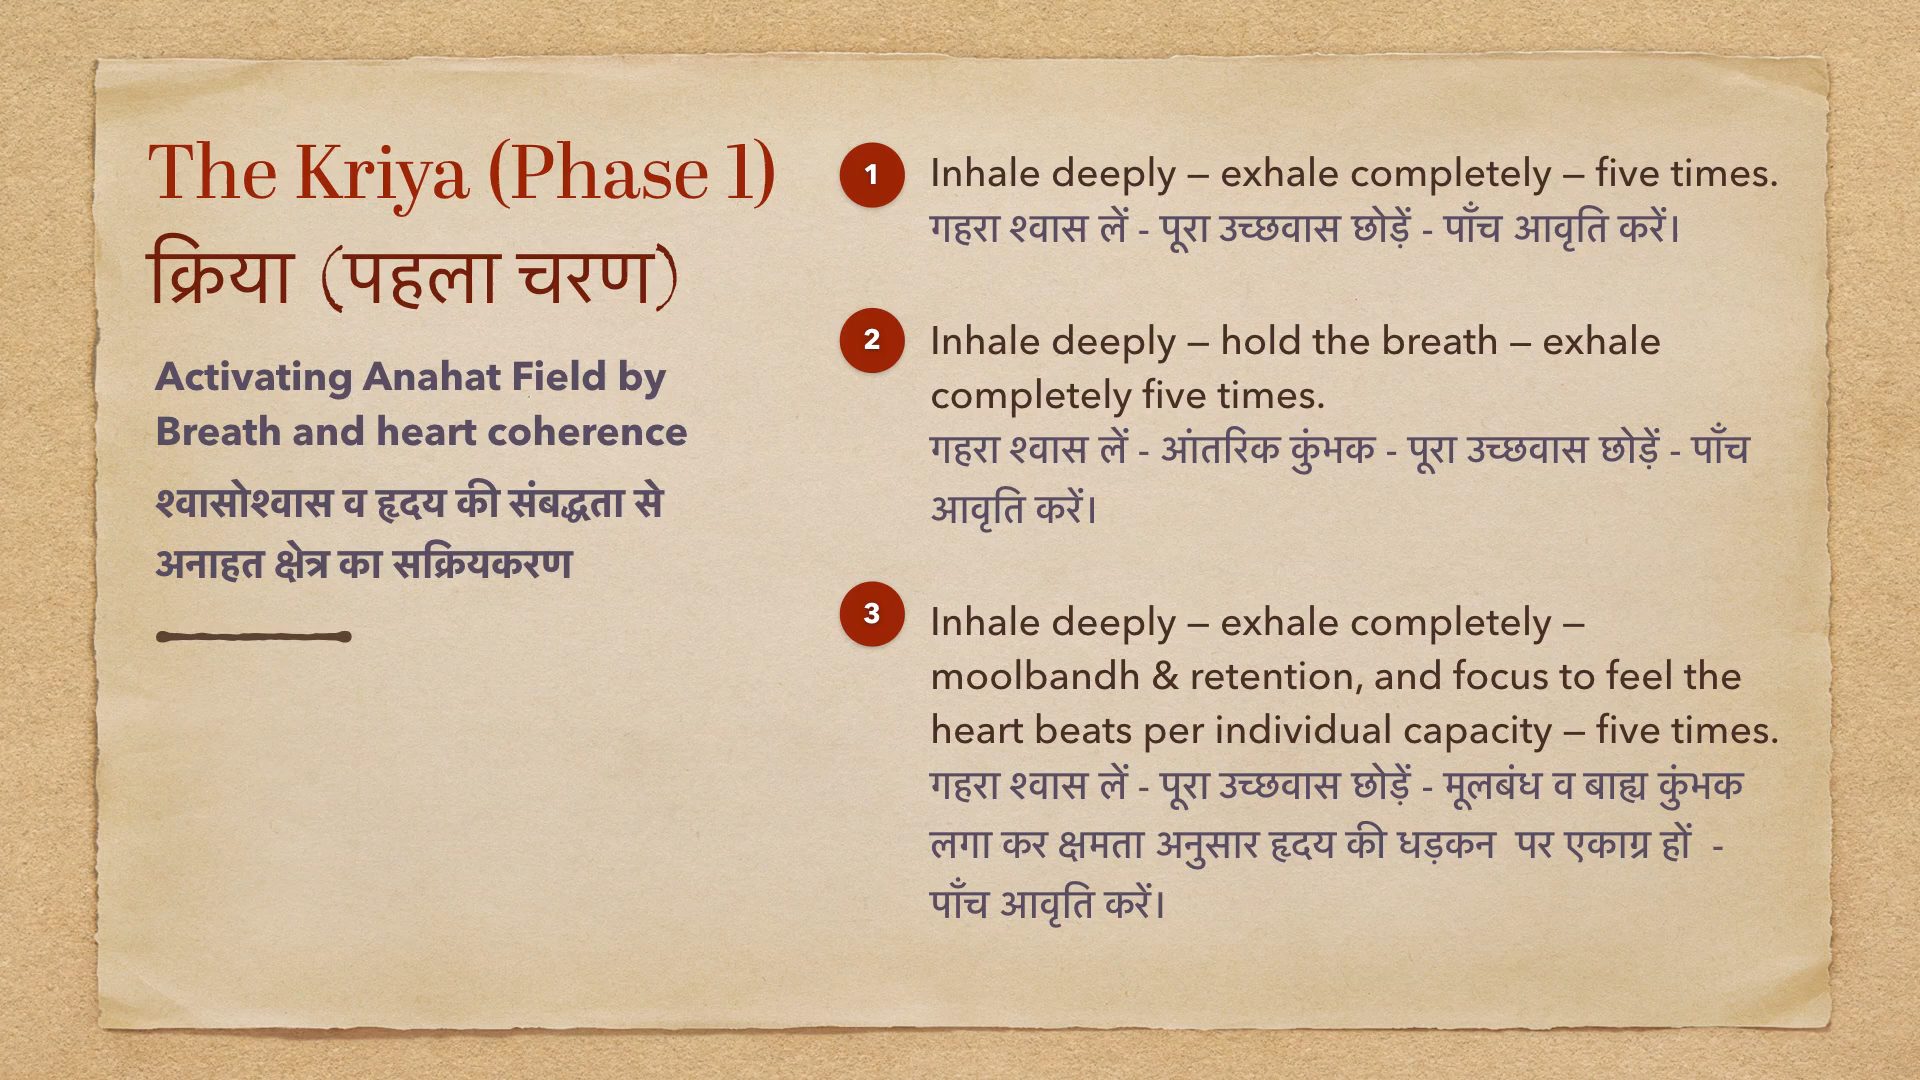 The Kriya (Phase 1)
क्रिया (पहला चरण)
Activating Anahat Field by
Breath and heart coherence
श्वासोश्वास व हृदय की संबद्धता से
अनाहत क्षेत्र का सक्रियकरण
1
Inhale deeply – exhale completely – five times.
गहरा श्वास लें - पूरा उच्छवास छोड़ें - पाँच आवृति करें।
2
Inhale deeply – hold the breath – exhale
completely five times.
गहरा श्वास लें - आंतरिक कुंभक - पूरा उच्छवास छोड़ें - पाँच
आवृति करें।
3
Inhale deeply – exhale completely –
moolbandh & retention, and focus to feel the
heart beats per individual capacity – five times.
गहरा श्वास लें - पूरा उच्छवास छोड़ें - मूलबंध व बाह्य कुंभक
लगा कर क्षमता अनुसार हृदय की धड़कन  पर एकाग्र हों  -
पाँच आवृति करें।